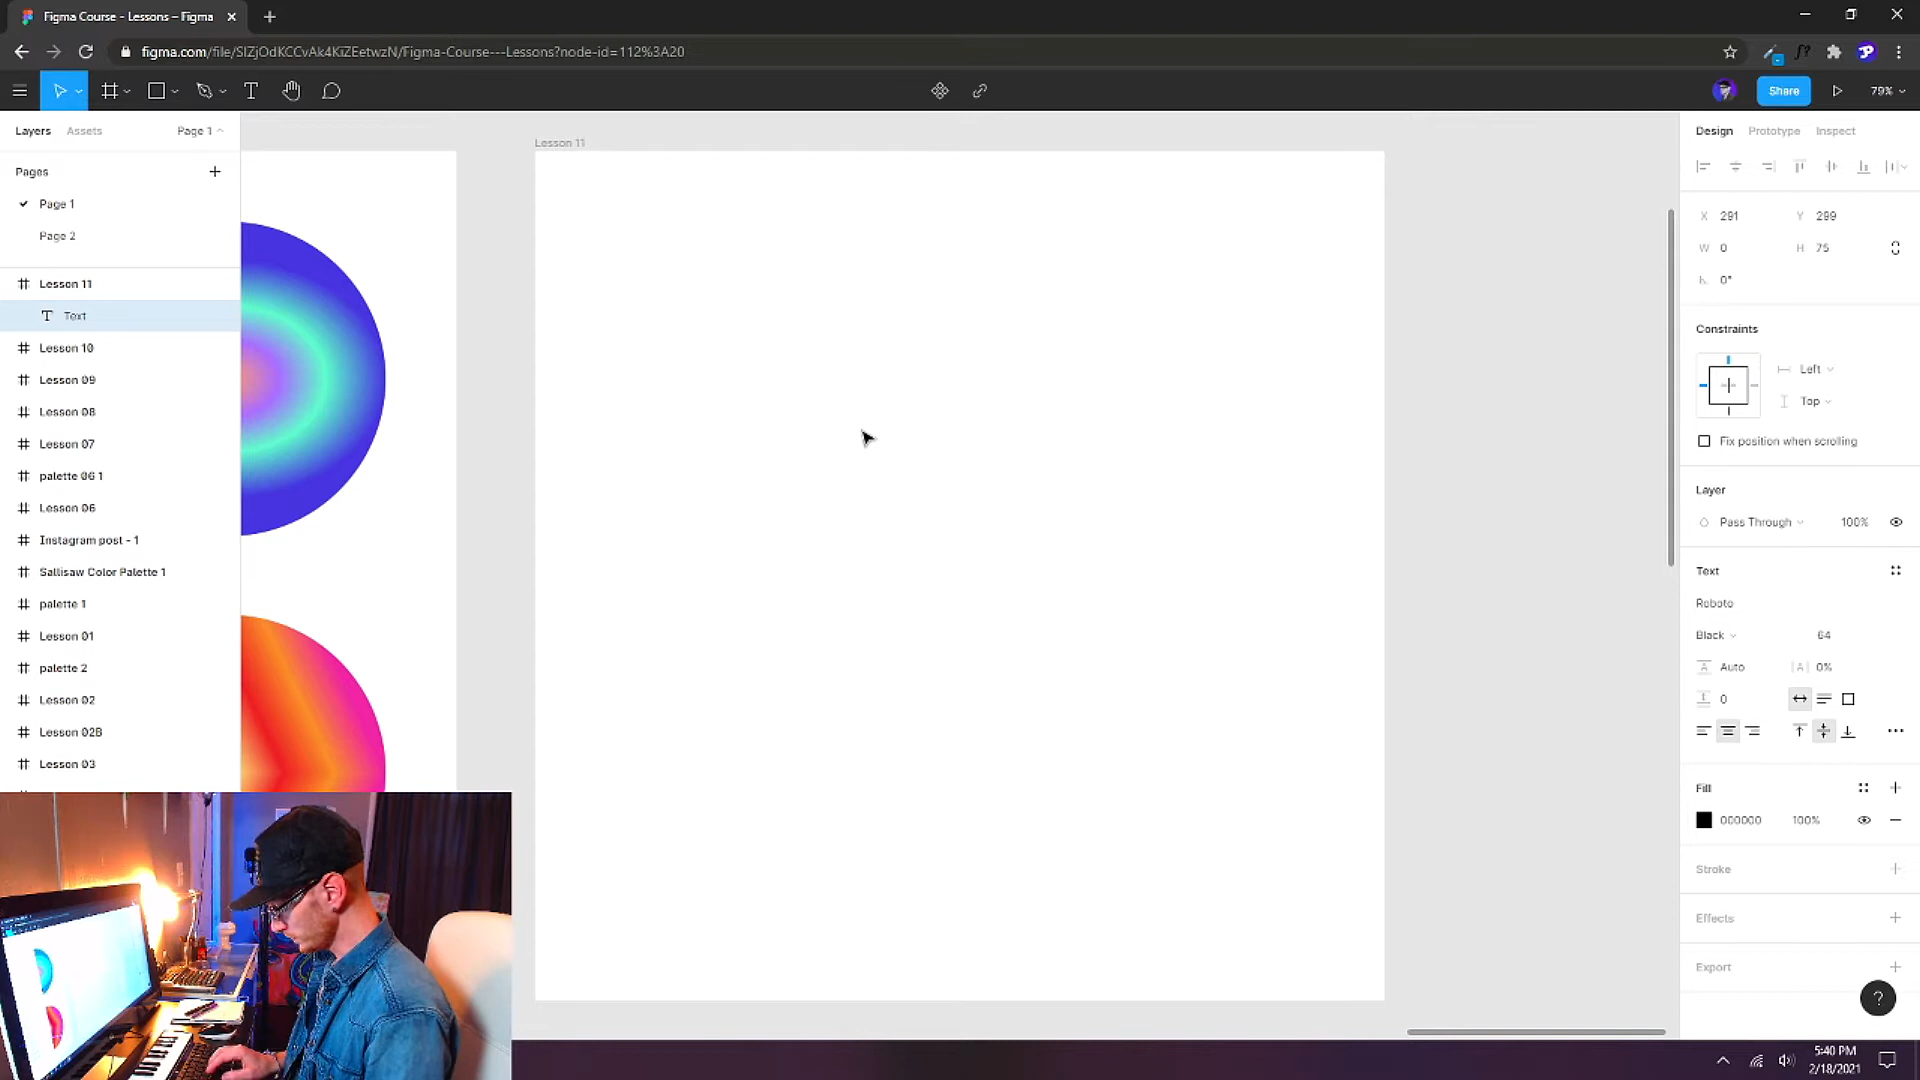 Figma Course - Lessons – Figma
figma.com/file/SIZjOdKCCvAk4KiZEetwzN/Figma-Course---Lessons?node-id=112%3A20
Share
79%
Layers
Assets
Page 1
Design
Prototype
Inspect
Pages
Page 1
Page 2
Lesson 11
Text
Lesson 10
Lesson 09
Lesson 08
Lesson 07
palette 06 1
Lesson 06
Instagram post - 1
Sallisaw Color Palette 1
palette 1
Lesson 01
palette 2
Lesson 02
Lesson 02B
Lesson 03
Lesson 11
X 291
Y 299
W 0
H 75
0°
Constraints
Left
Top
Fix position when scrolling
Layer
Pass Through
100%
Text
Roboto
Black
64
Auto
0%
0
Fill
000000
100%
Stroke
Effects
Export
?
5:40 PM
2/18/2021